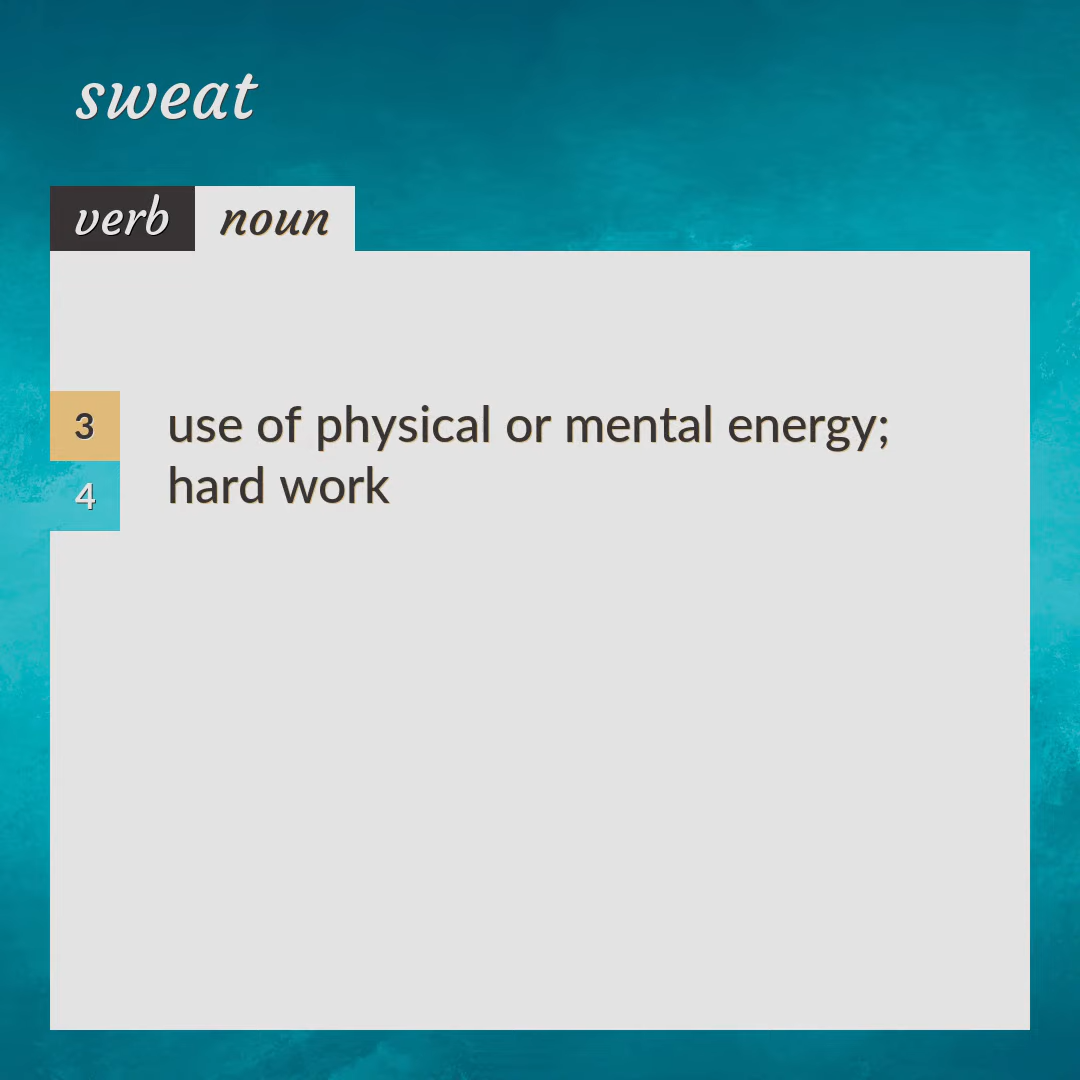 sweat
verb noun
3 use of physical or mental energy;
4 hard work